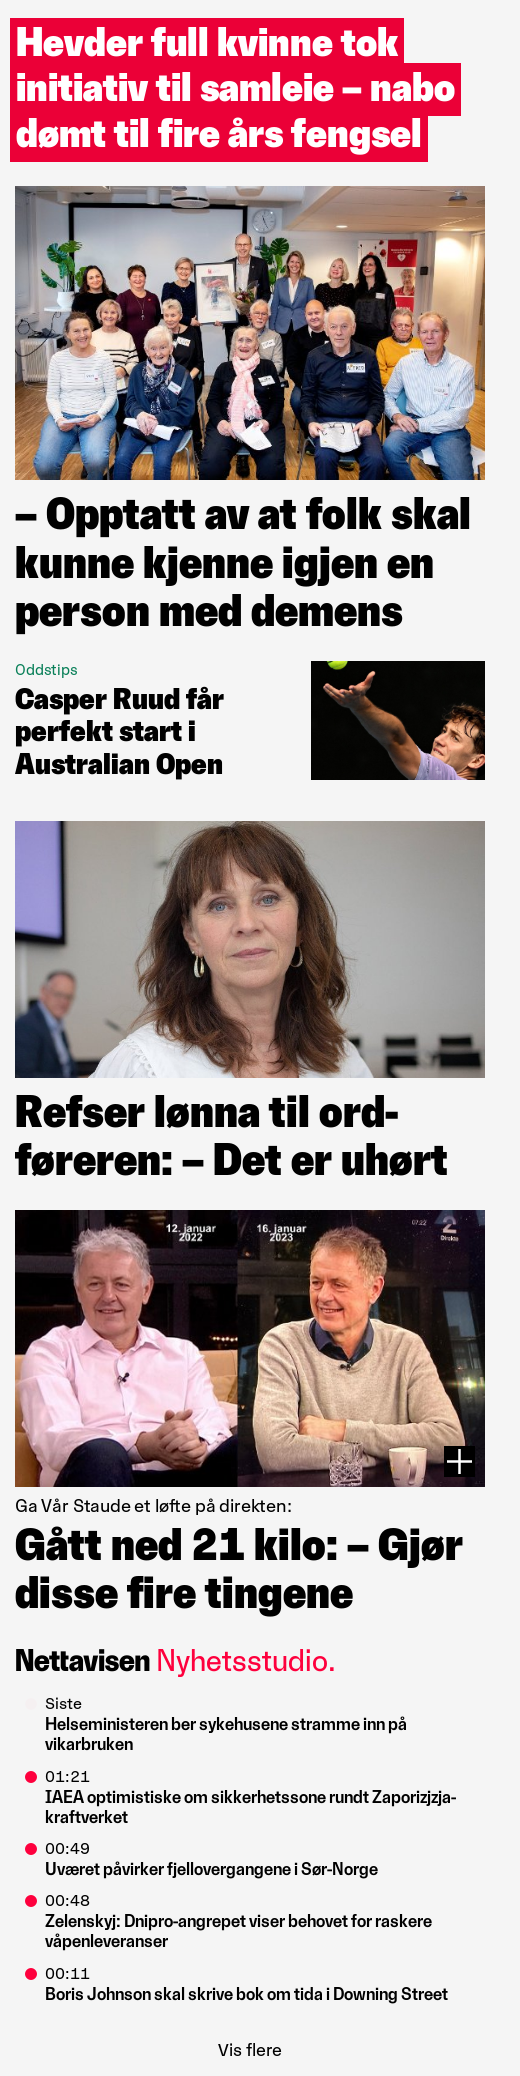 Hevder full kvinne tok
initiativ til samleie – nabo
dømt til fire års fengsel
– Opptatt av at folk skal
kunne kjenne igjen en
person med demens
Oddstips
Casper Ruud får
perfekt start i
Australian Open
Refser lønna til ord-
føreren: – Det er uhørt
12. januar
2022
16. januar
2023
07:22
2
Direkte
Ga Vår Staude et løfte på direkten:
Gått ned 21 kilo: – Gjør
disse fire tingene
Nettavisen Nyhetsstudio.
Siste
Helseministeren ber sykehusene stramme inn på
vikarbruken
01:21
IAEA optimistiske om sikkerhetssone rundt Zaporizjzja-
kraftverket
00:49
Uværet påvirker fjellovergangene i Sør-Norge
00:48
Zelenskyj: Dnipro-angrepet viser behovet for raskere
våpenleveranser
00:11
Boris Johnson skal skrive bok om tida i Downing Street
Vis flere